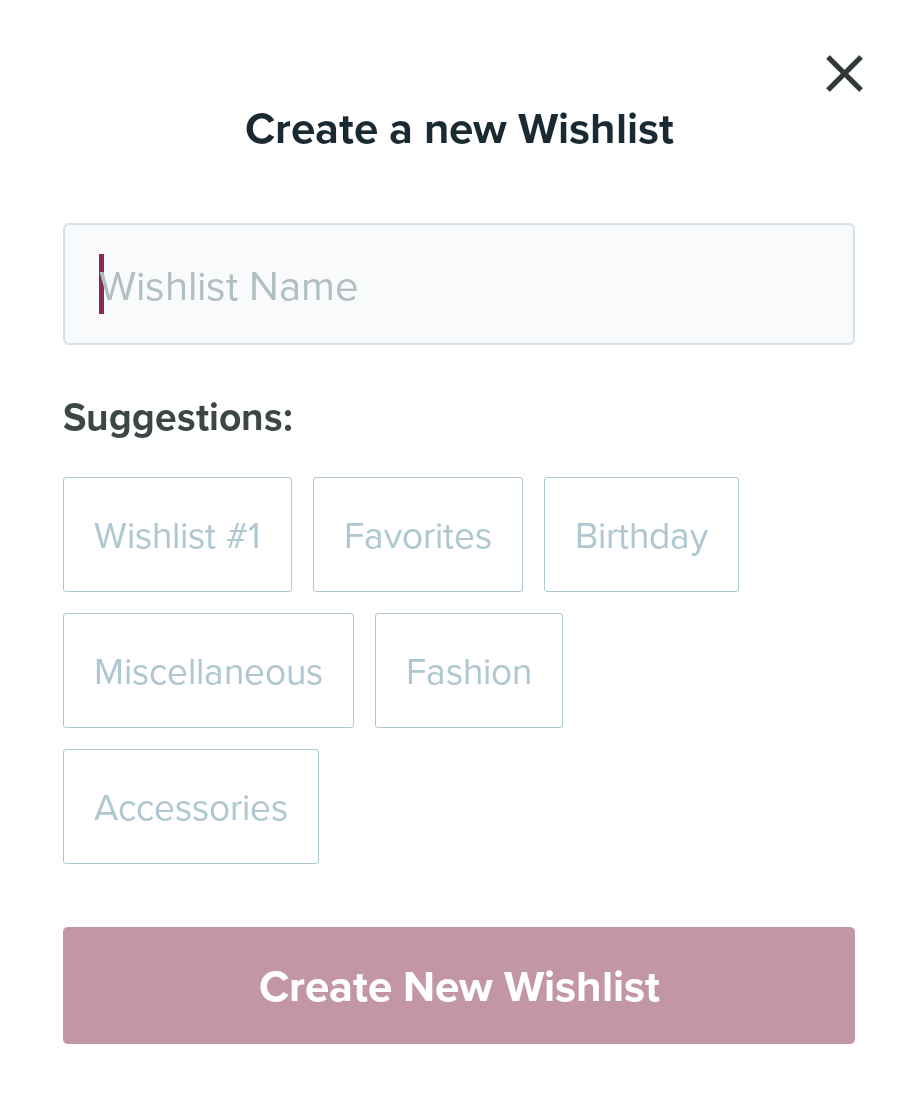 Create a new Wishlist
Wishlist Name
Suggestions:
Wishlist #1 Favorites Birthday
Miscellaneous Fashion
Accessories
Create New Wishlist